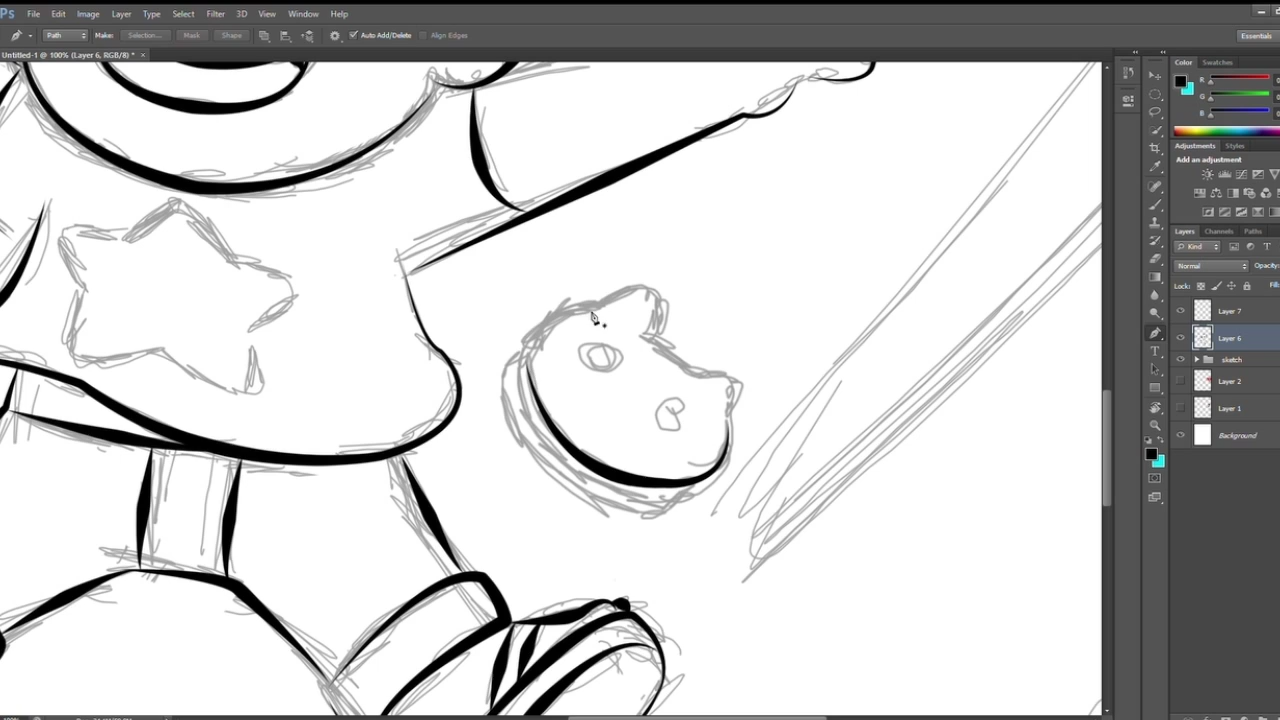 Ps File Edit Image Layer Type Select Filter 3D View Window Help
Path Make: Selection... Mask Shape Auto Add/Delete Align Edges Essentials
Untitled-1 @ 100% (Layer 6, RGB/8) * ×
Color Swatches
R
G
B
Adjustments Styles
Add an adjustment
Layers Channels Paths
Kind
Normal Opacity:
Lock:
Layer 7
Layer 6
sketch
Layer 2
Layer 1
Background